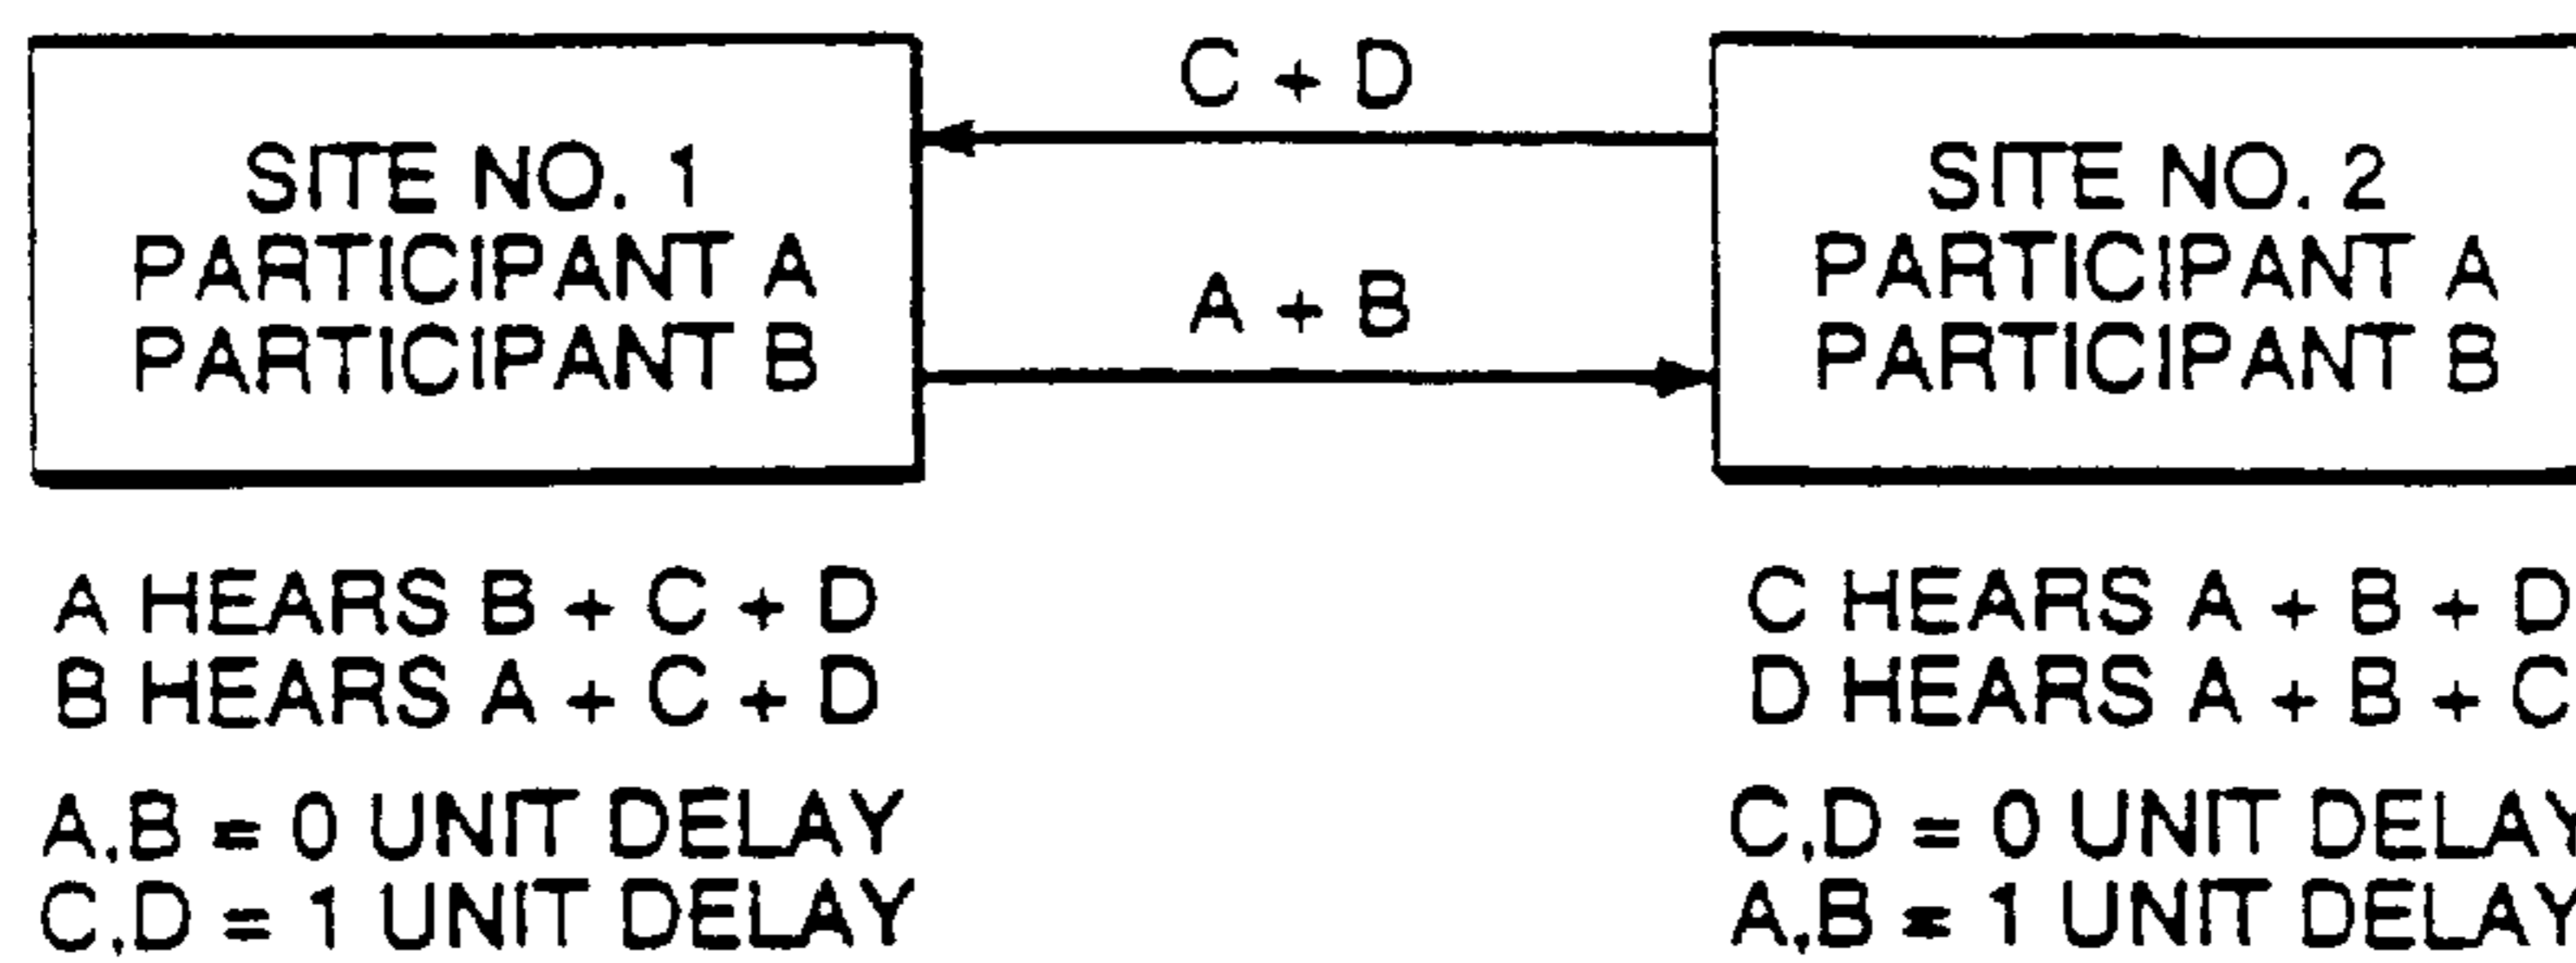 SITE NO. 1
PARTICIPANT A
PARTICIPANT B
C + D
A + B
SITE NO. 2
PARTICIPANT A
PARTICIPANT B
A HEARS B + C + D
B HEARS A + C + D
A,B = 0 UNIT DELAY
C,D = 1 UNIT DELAY
C HEARS A + B + D
D HEARS A + B + C
C,D = 0 UNIT DELAY
A,B = 1 UNIT DELAY